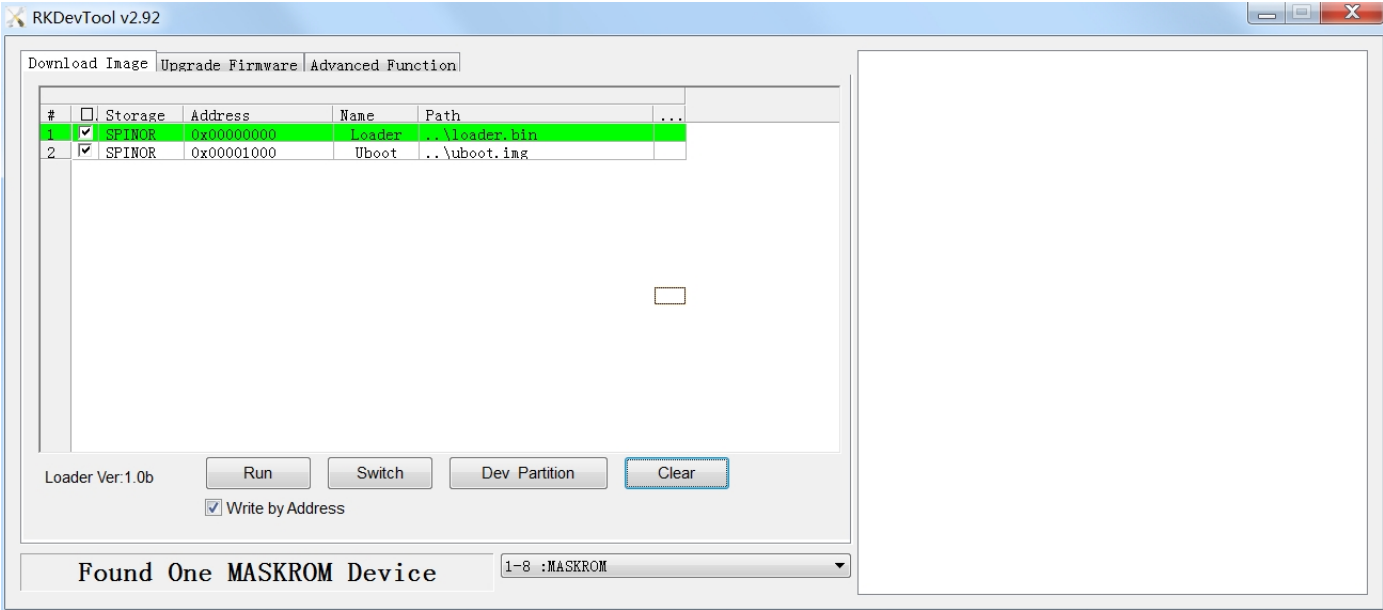 RKDevTool v2.92
Download Image Upgrade Firmware Advanced Function
# Storage Address Name Path ...
1 SPINOR 0x00000000 Loader ..\loader.bin
2 SPINOR 0x00001000 Uboot ..\uboot.img
Loader Ver:1.0b Run Switch Dev Partition Clear
Write by Address
Found One MASKROM Device 1-8 :MASKROM